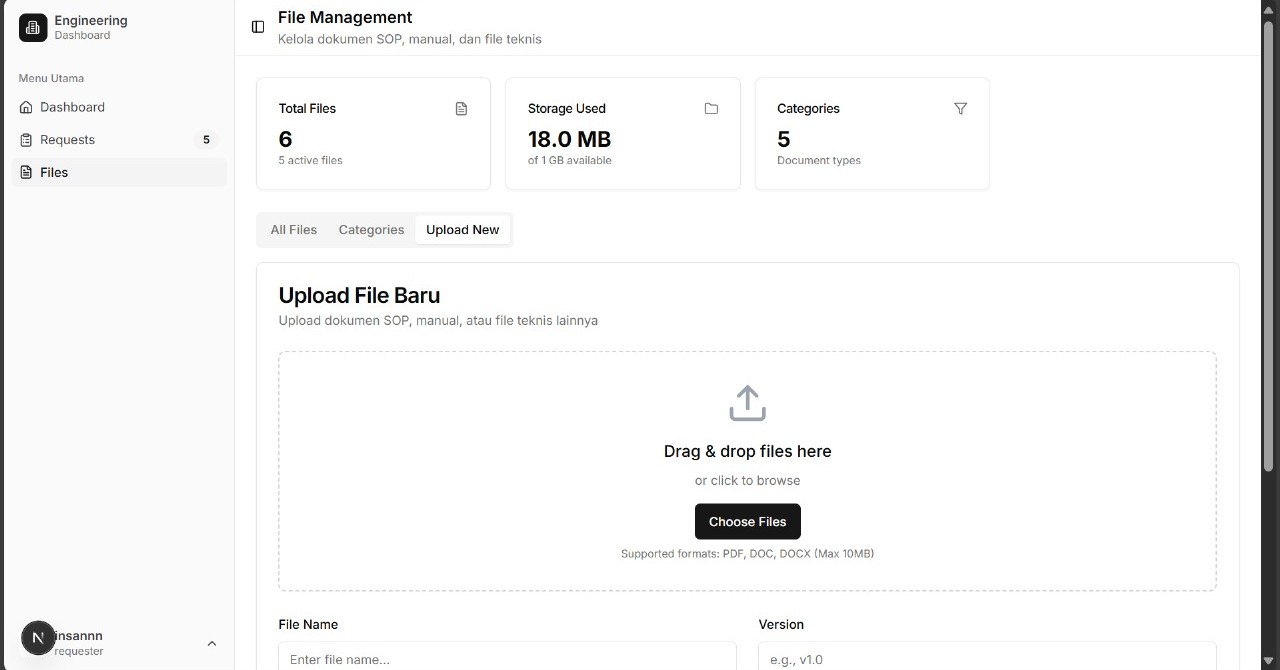 Engineering
Dashboard
Menu Utama
Dashboard
Requests 5
Files
insannn
requester
N
File Management
Kelola dokumen SOP, manual, dan file teknis
Total Files
6
5 active files
Storage Used
18.0 MB
of 1 GB available
Categories
5
Document types
All Files Categories Upload New
Upload File Baru
Upload dokumen SOP, manual, atau file teknis lainnya
Drag & drop files here
or click to browse
Choose Files
Supported formats: PDF, DOC, DOCX (Max 10MB)
File Name
Enter file name...
Version
e.g., v1.0